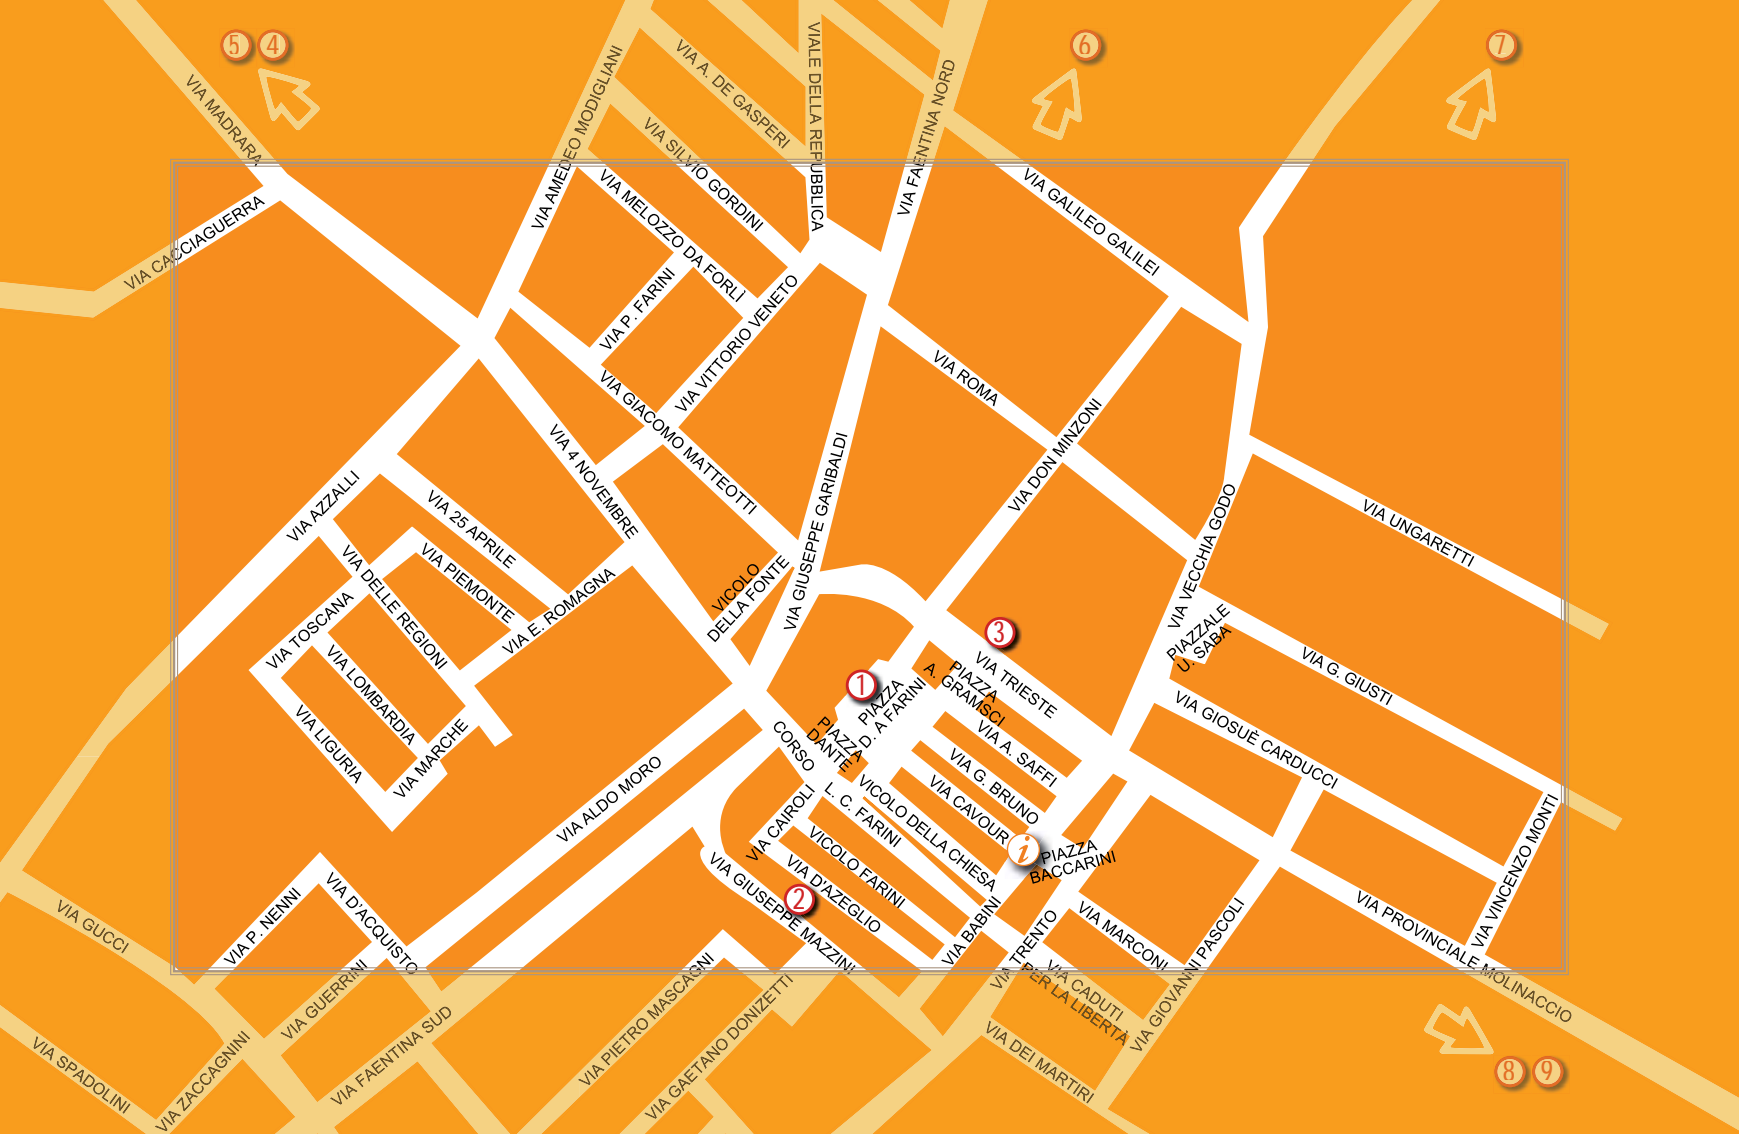 5
4
6
7
VIA MADRARA
VIA CACCIAGUERRA
VIA AMEDEO MODIGLIANI
VIA A. DE GASPERI
VIALE DELLA REPUBBLICA
VIA FAENTINA NORD
VIA SILVIO GORDINI
VIA MELOZZO DA FORLÌ
VIA P. FARINI
VIA VITTORIO VENETO
VIA GALILEO GALILEI
VIA ROMA
VIA GIACOMO MATTEOTTI
VIA 4 NOVEMBRE
VIA GIUSEPPE GARIBALDI
VIA DON MINZONI
VIA VECCHIA GODO
VIA UNGARETTI
VIA AZZALLI
VIA 25 APRILE
VIA PIEMONTE
VIA DELLE REGIONI
VIA E. ROMAGNA
VIA TOSCANA
VIA LOMBARDIA
VIA LIGURIA
VIA MARCHE
VICOLO
DELLA FONTE
3
1
PIAZZALE
U. SABA
VIA G. GIUSTI
VIA TRIESTE
PIAZZA
A. GRAMSCI
PIAZZA
D. A FARINI
PIAZZA
DANTE
VIA GIOSUÈ CARDUCCI
VIA A. SAFFI
VIA G. BRUNO
VIA CAVOUR
VICOLO DELLA CHIESA
CORSO
L. C. FARINI
VIA ALDO MORO
VIA CAIROLI
VICOLO FARINI
VIA D'AZEGLIO
VIA GIUSEPPE MAZZINI
2
i
PIAZZA
BACCARINI
VIA VINCENZO MONTI
VIA PROVINCIALE MOLINACCIO
VIA MARCONI
VIA GIOVANNI PASCOLI
VIA BABINI
VIA TRENTO
VIA CADUTI
PER LA LIBERTÀ
VIA DEI MARTIRI
VIA P. NENNI
VIA D'ACQUISTO
VIA GUCCI
VIA GUERRINI
VIA FAENTINA SUD
VIA ZACCAGNINI
VIA SPADOLINI
VIA PIETRO MASCAGNI
VIA GAETANO DONIZETTI
8
9